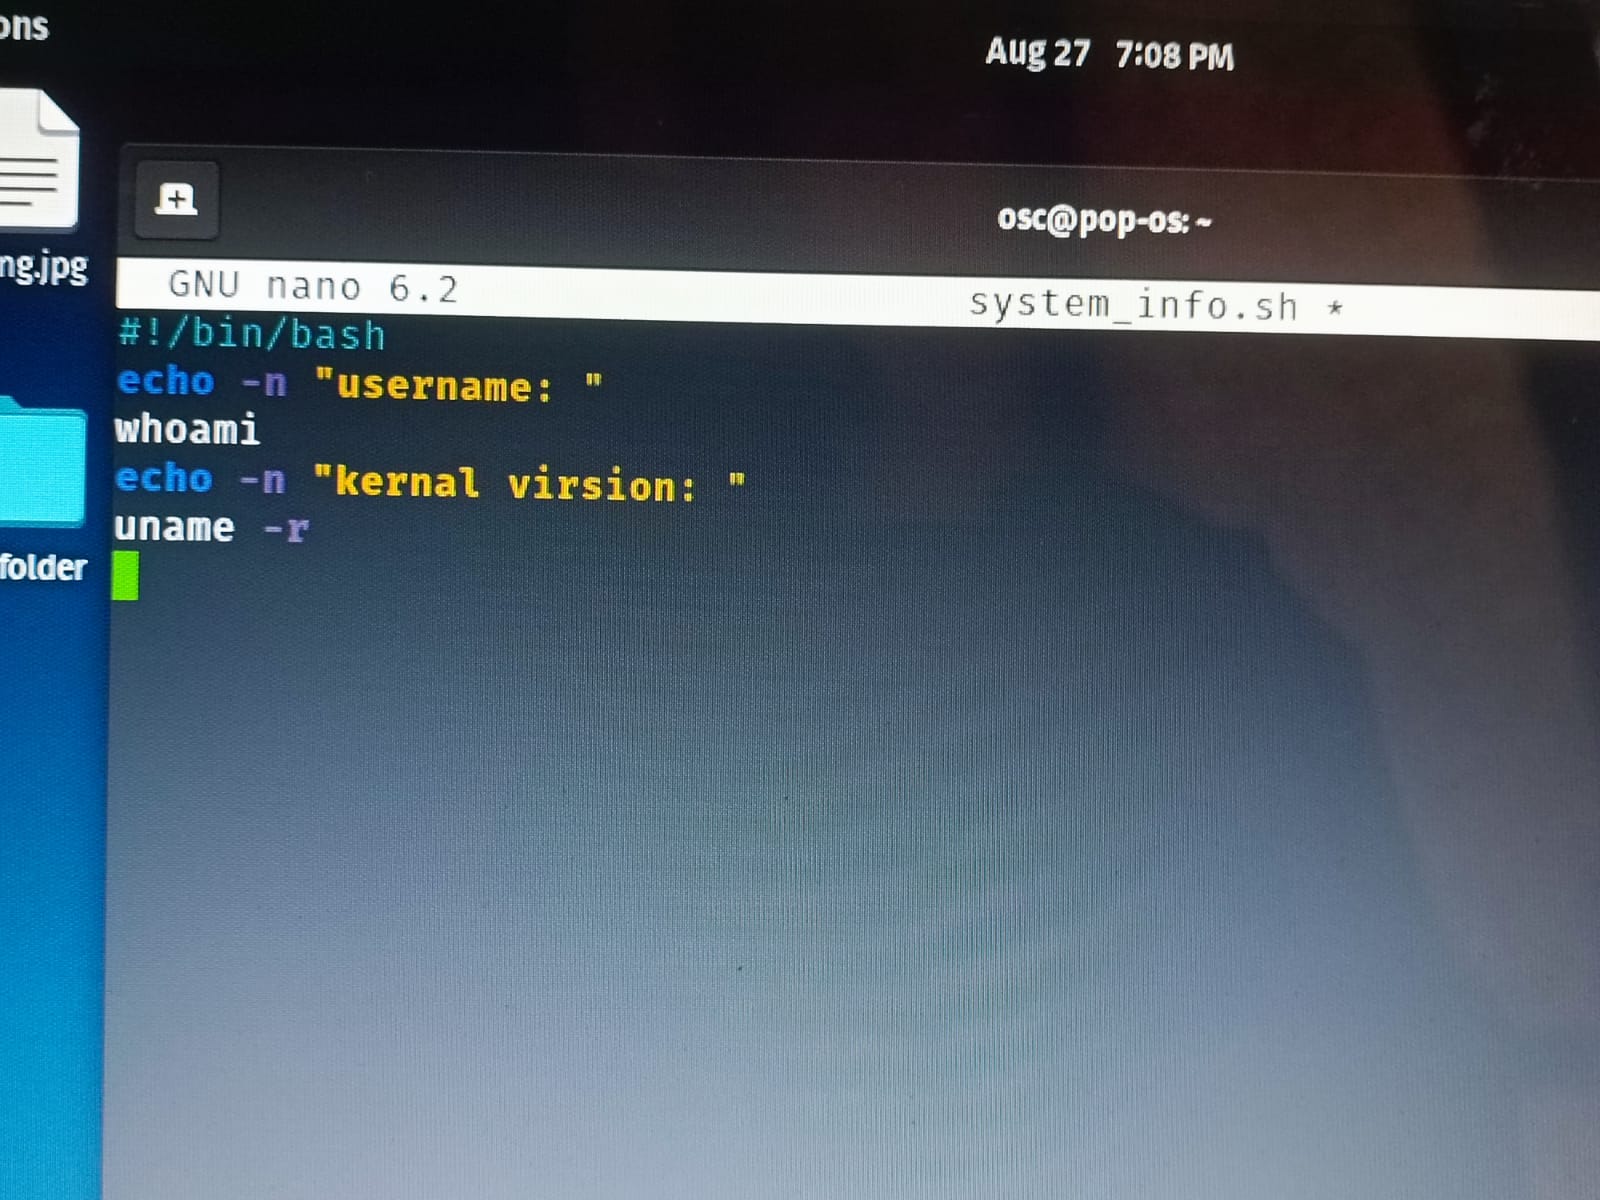 ons
Aug 27 7:08 PM
osc@pop-os: ~
ng.jpg
GNU nano 6.2 system_info.sh *
#!/bin/bash
echo -n "username: "
whoami
echo -n "kernal virsion: "
uname -r
folder